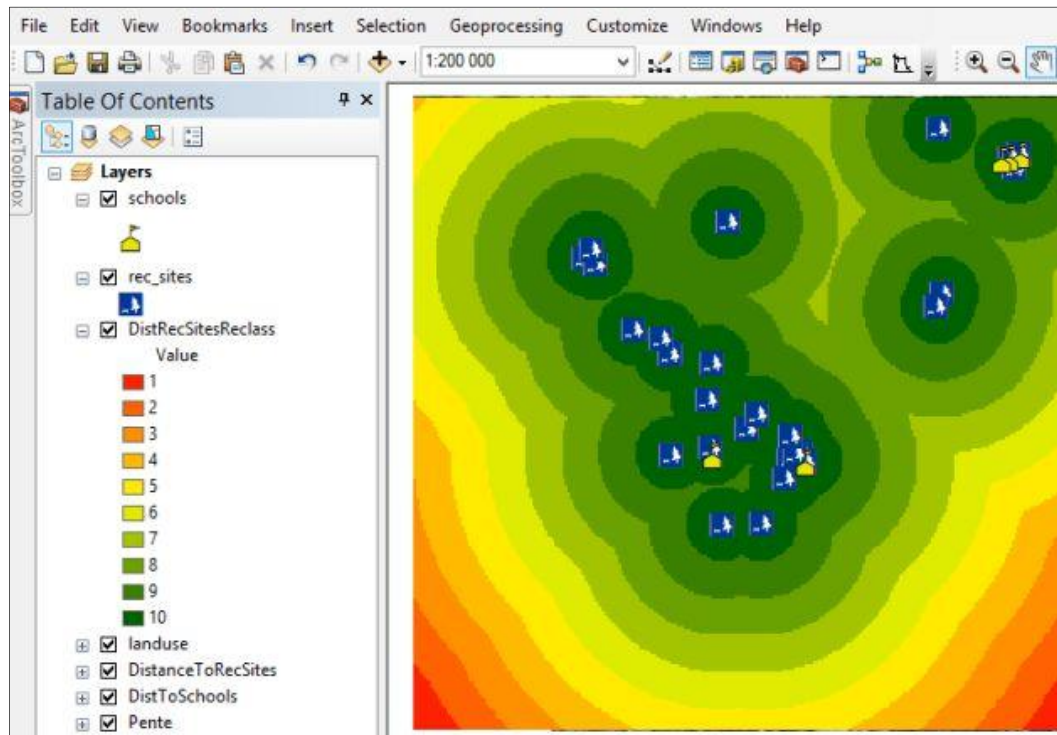 File Edit View Bookmarks Insert Selection Geoprocessing Customize Windows Help
1:200 000
ArcToolbox
Table Of Contents
Layers
schools
rec_sites
DistRecSitesReclass
Value
1
2
3
4
5
6
7
8
9
10
landuse
DistanceToRecSites
DistToSchools
Pente